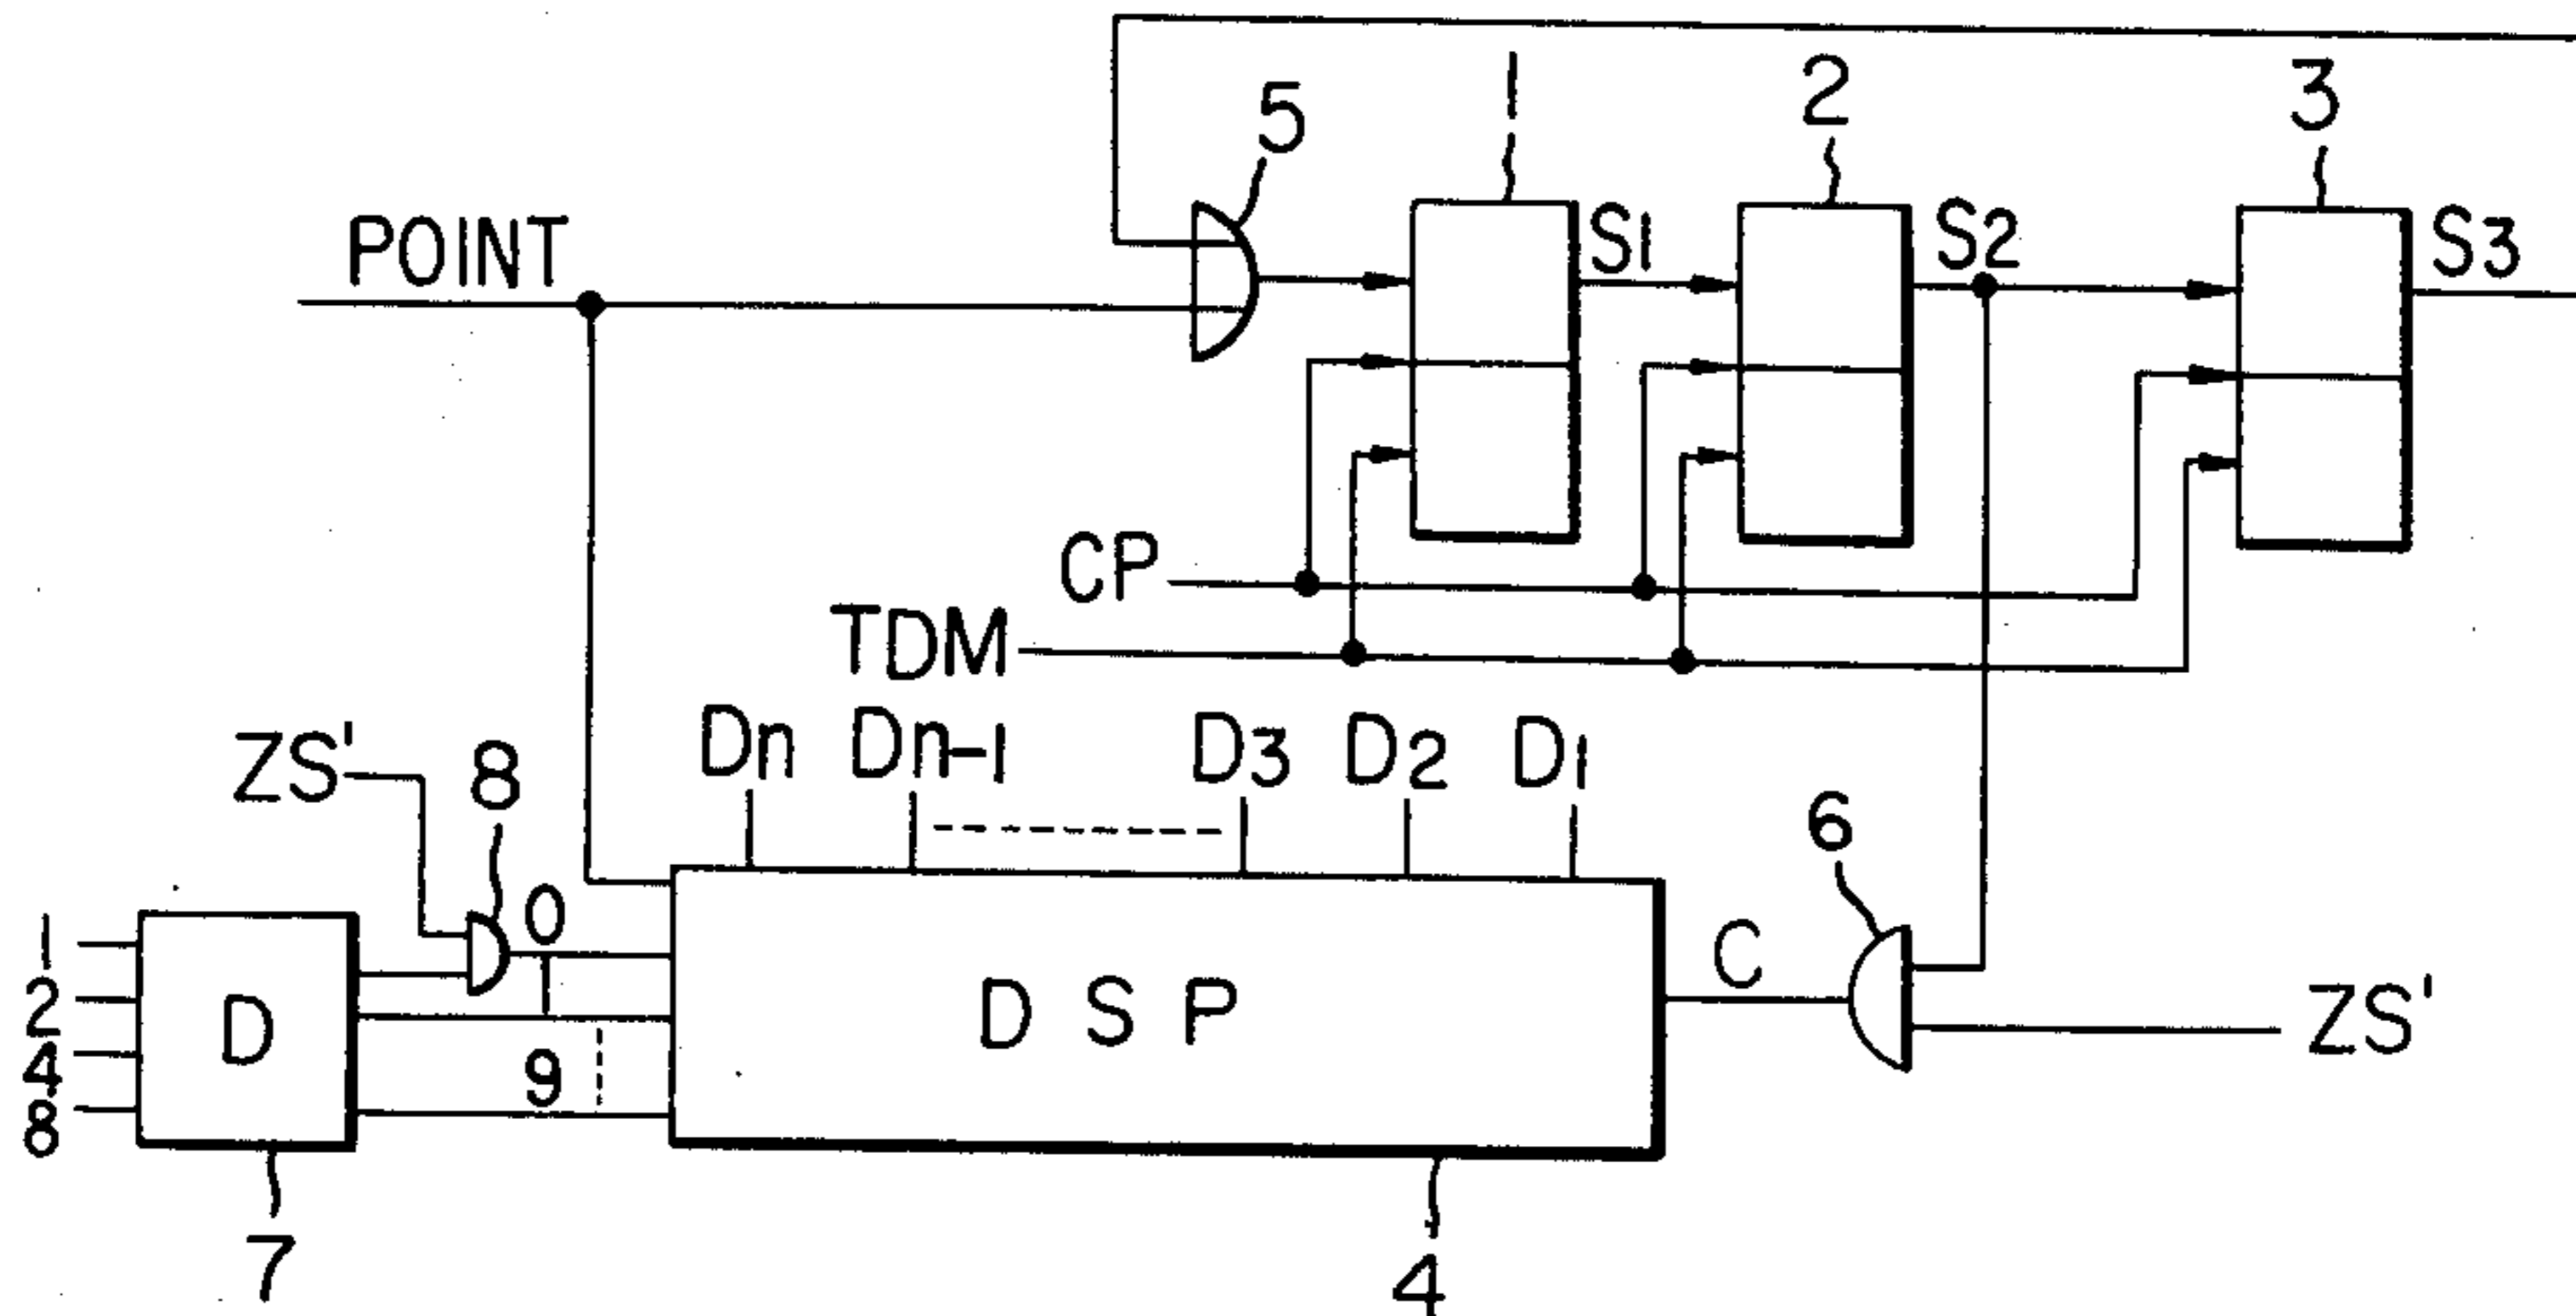 1 2 3
5
POINT S1 S2 S3
CP
TDM
ZS' 8 Dn Dn-1 D3 D2 D1
6
0
1 2 4 8
D
9
DSP
C
ZS'
7
4